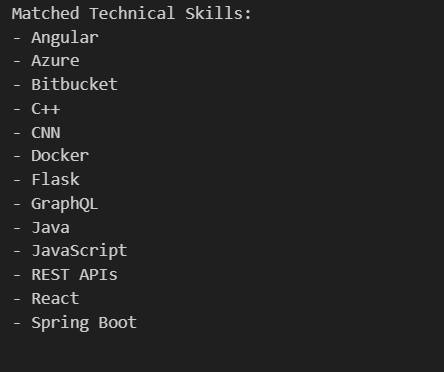 Matched Technical Skills:
- Angular
- Azure
- Bitbucket
- C++
- CNN
- Docker
- Flask
- GraphQL
- Java
- JavaScript
- REST APIs
- React
- Spring Boot